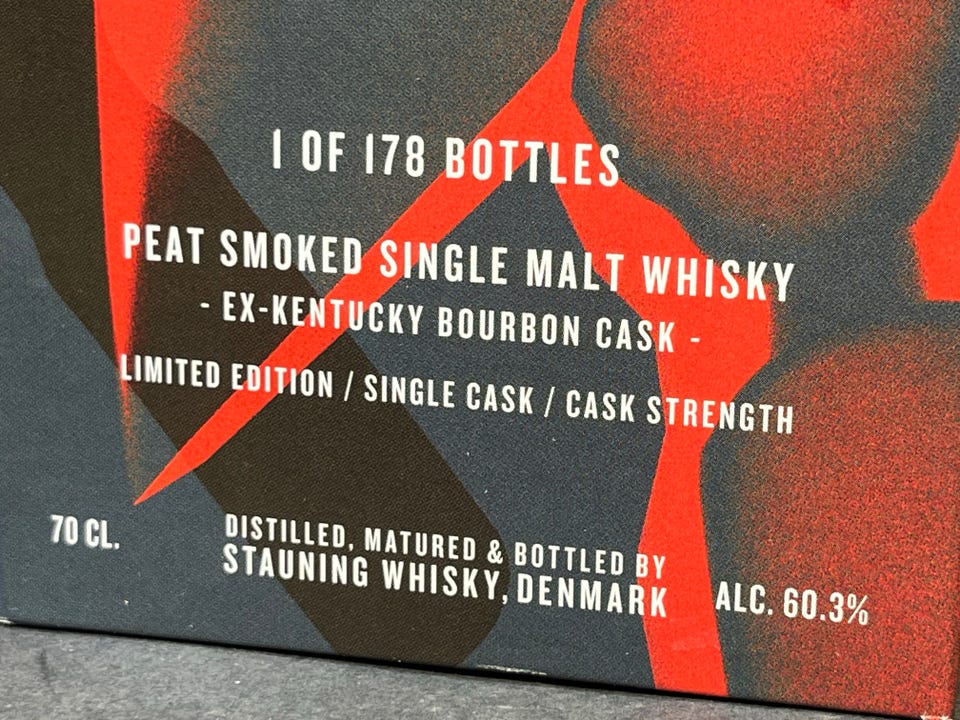 1 OF 178 BOTTLES
PEAT SMOKED SINGLE MALT WHISKY
- EX-KENTUCKY BOURBON CASK -
LIMITED EDITION / SINGLE CASK / CASK STRENGTH
70 CL.
DISTILLED, MATURED & BOTTLED BY
STAUNING WHISKY, DENMARK
ALC. 60.3%